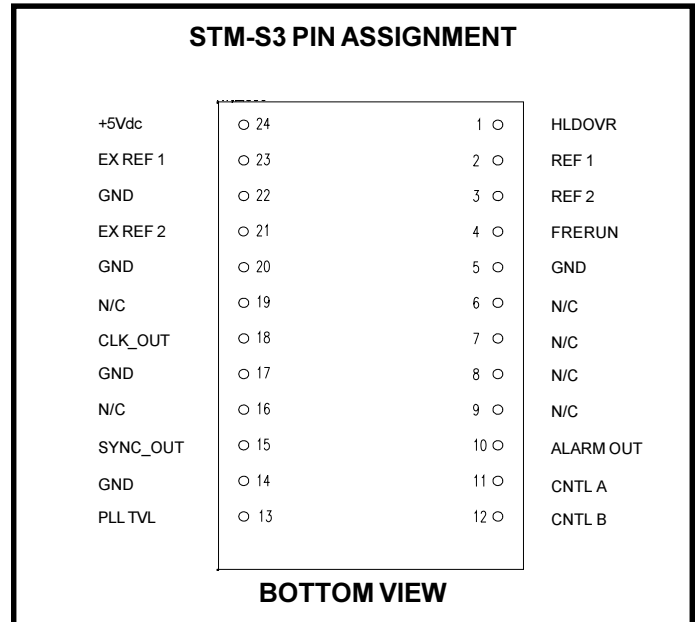 STM-S3 PIN ASSIGNMENT
+5Vdc 24 1 HLDOVR
EX REF 1 23 2 REF 1
GND 22 3 REF 2
EX REF 2 21 4 FRERUN
GND 20 5 GND
N/C 19 6 N/C
CLK_OUT 18 7 N/C
GND 17 8 N/C
N/C 16 9 N/C
SYNC_OUT 15 10 ALARM OUT
GND 14 11 CNTL A
PLL TVL 13 12 CNTL B
BOTTOM VIEW